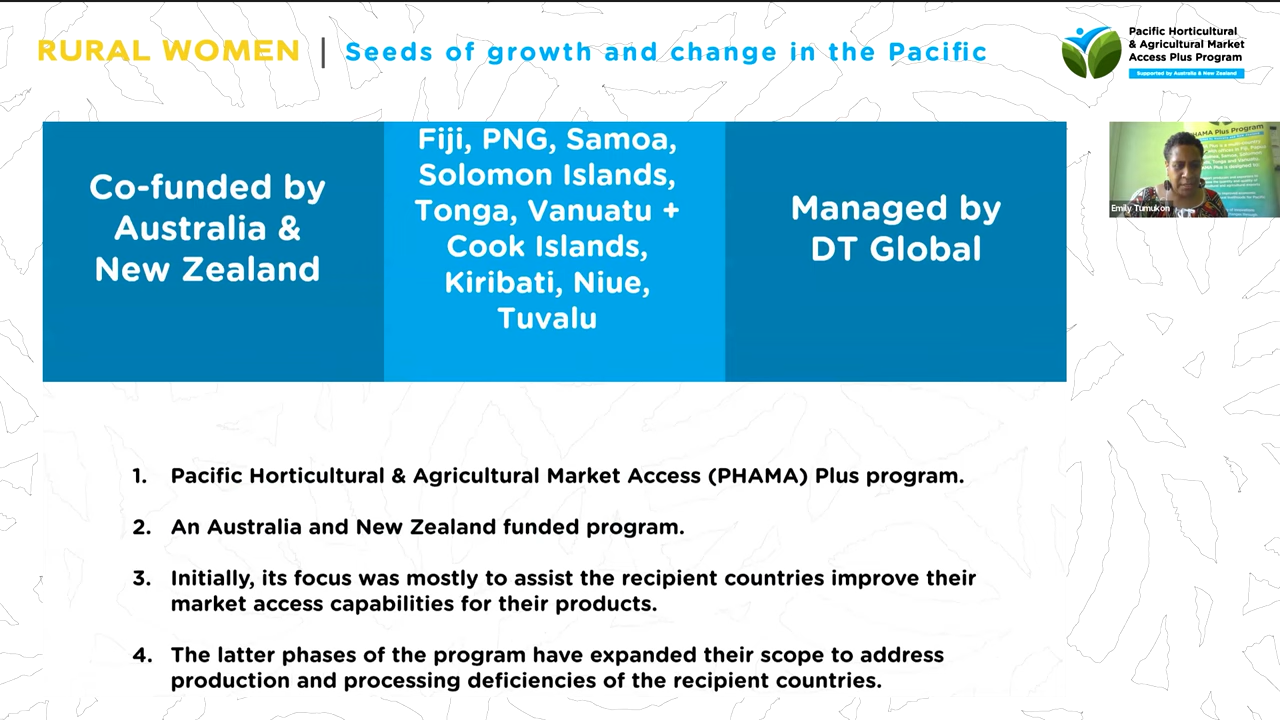 RURAL WOMEN | Seeds of growth and change in the Pacific
Pacific Horticultural
& Agricultural Market
Access Plus Program
Supported by Australia & New Zealand
Co-funded by
Australia &
New Zealand
Fiji, PNG, Samoa,
Solomon Islands,
Tonga, Vanuatu +
Cook Islands,
Kiribati, Niue,
Tuvalu
Managed by
DT Global
PHAMA Plus Program
Emily Tumukon
1. Pacific Horticultural & Agricultural Market Access (PHAMA) Plus program.
2. An Australia and New Zealand funded program.
3. Initially, its focus was mostly to assist the recipient countries improve their
market access capabilities for their products.
4. The latter phases of the program have expanded their scope to address
production and processing deficiencies of the recipient countries.